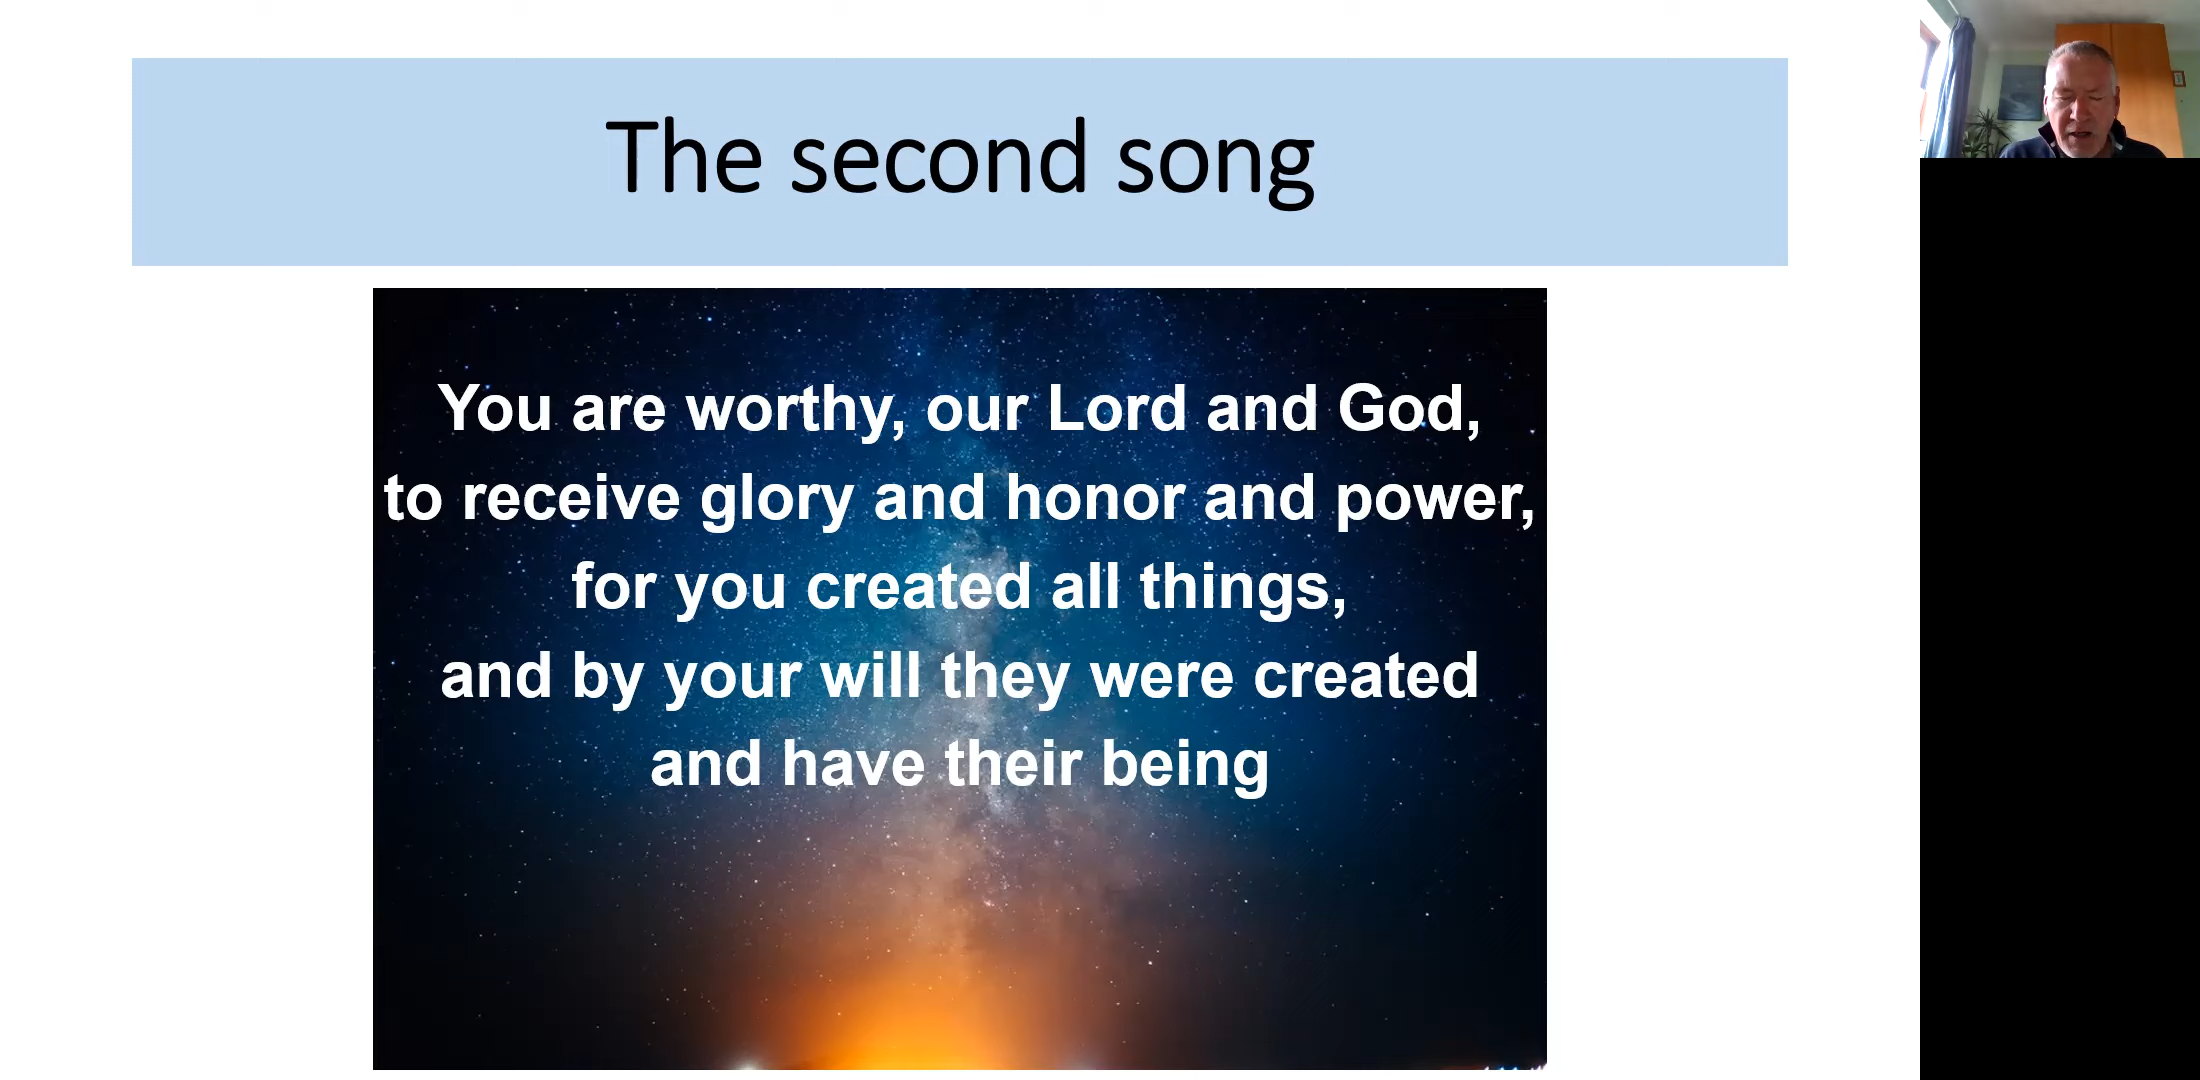 The second song
You are worthy, our Lord and God,
to receive glory and honor and power,
for you created all things,
and by your will they were created
and have their being